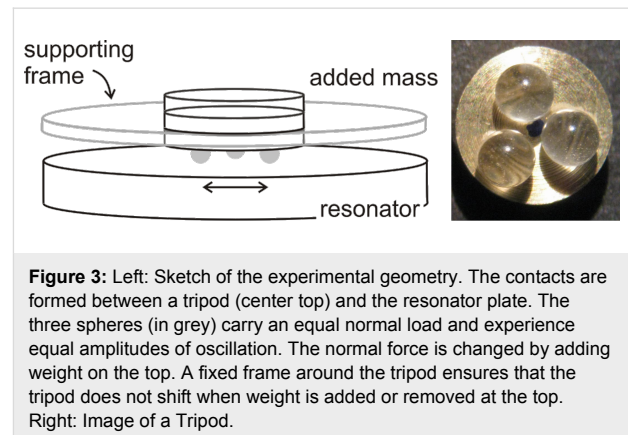 supporting
frame
added mass
resonator
Figure 3: Left: Sketch of the experimental geometry. The contacts are
formed between a tripod (center top) and the resonator plate. The
three spheres (in grey) carry an equal normal load and experience
equal amplitudes of oscillation. The normal force is changed by adding
weight on the top. A fixed frame around the tripod ensures that the
tripod does not shift when weight is added or removed at the top.
Right: Image of a Tripod.